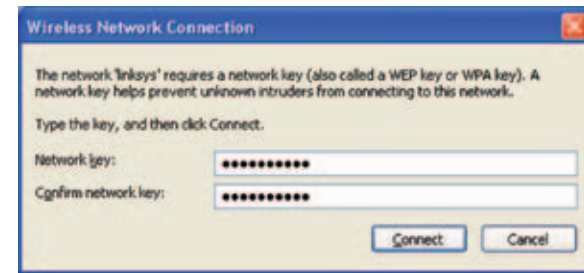 Wireless Network Connection
The network 'linksys' requires a network key (also called a WEP key or WPA key). A
network key helps prevent unknown intruders from connecting to this network.
Type the key, and then click Connect.
Network key:
••••••••••
Confirm network key:
••••••••••
Connect Cancel